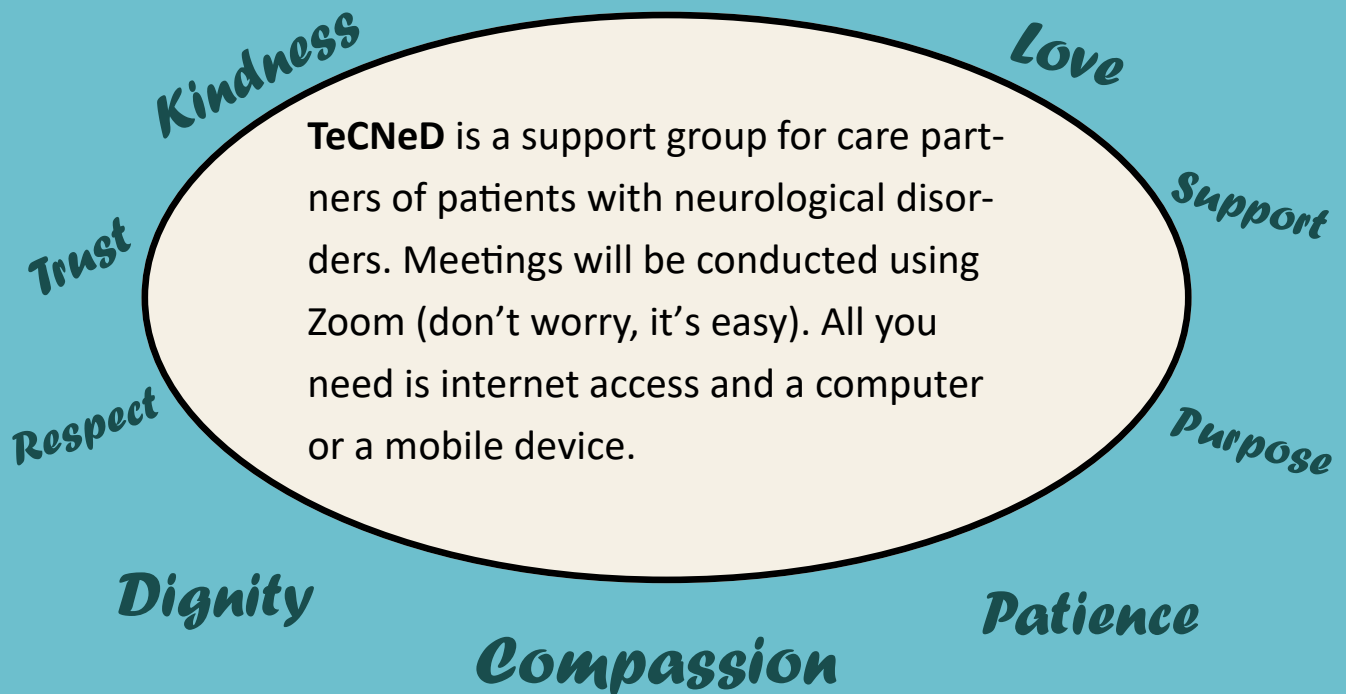 Kindness
Love
TeCNeD is a support group for care part-
ners of patients with neurological disor-
ders. Meetings will be conducted using
Zoom (don’t worry, it’s easy). All you
need is internet access and a computer
or a mobile device.
Trust
Support
Respect
Purpose
Dignity
Patience
Compassion